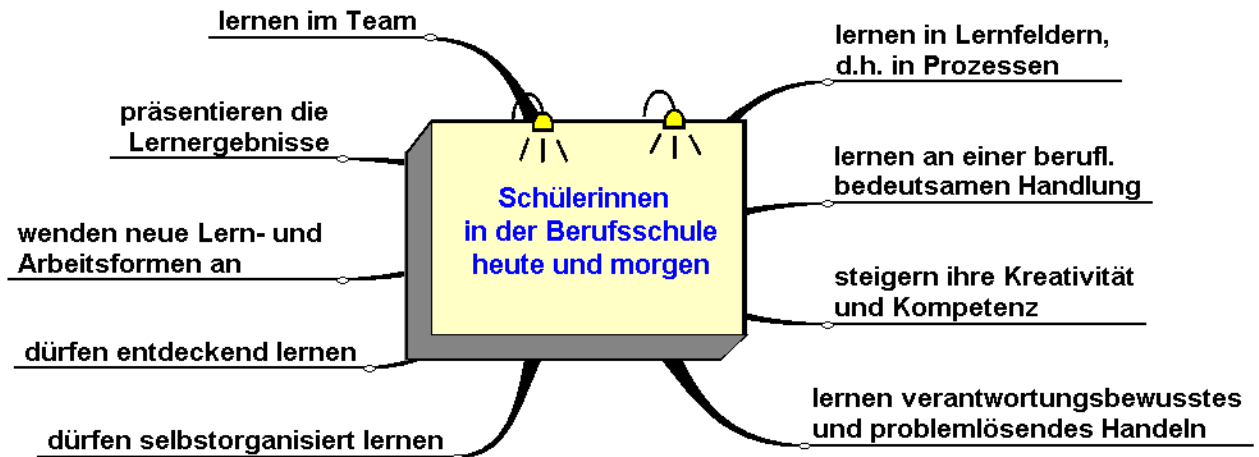 lernen im Team
präsentieren die
Lernergebnisse
wenden neue Lern- und
Arbeitsformen an
dürfen entdeckend lernen
dürfen selbstorganisiert lernen
Schülerinnen
in der Berufsschule
heute und morgen
lernen in Lernfeldern,
d.h. in Prozessen
lernen an einer berufl.
bedeutsamen Handlung
steigern ihre Kreativität
und Kompetenz
lernen verantwortungsbewusstes
und problemlösendes Handeln